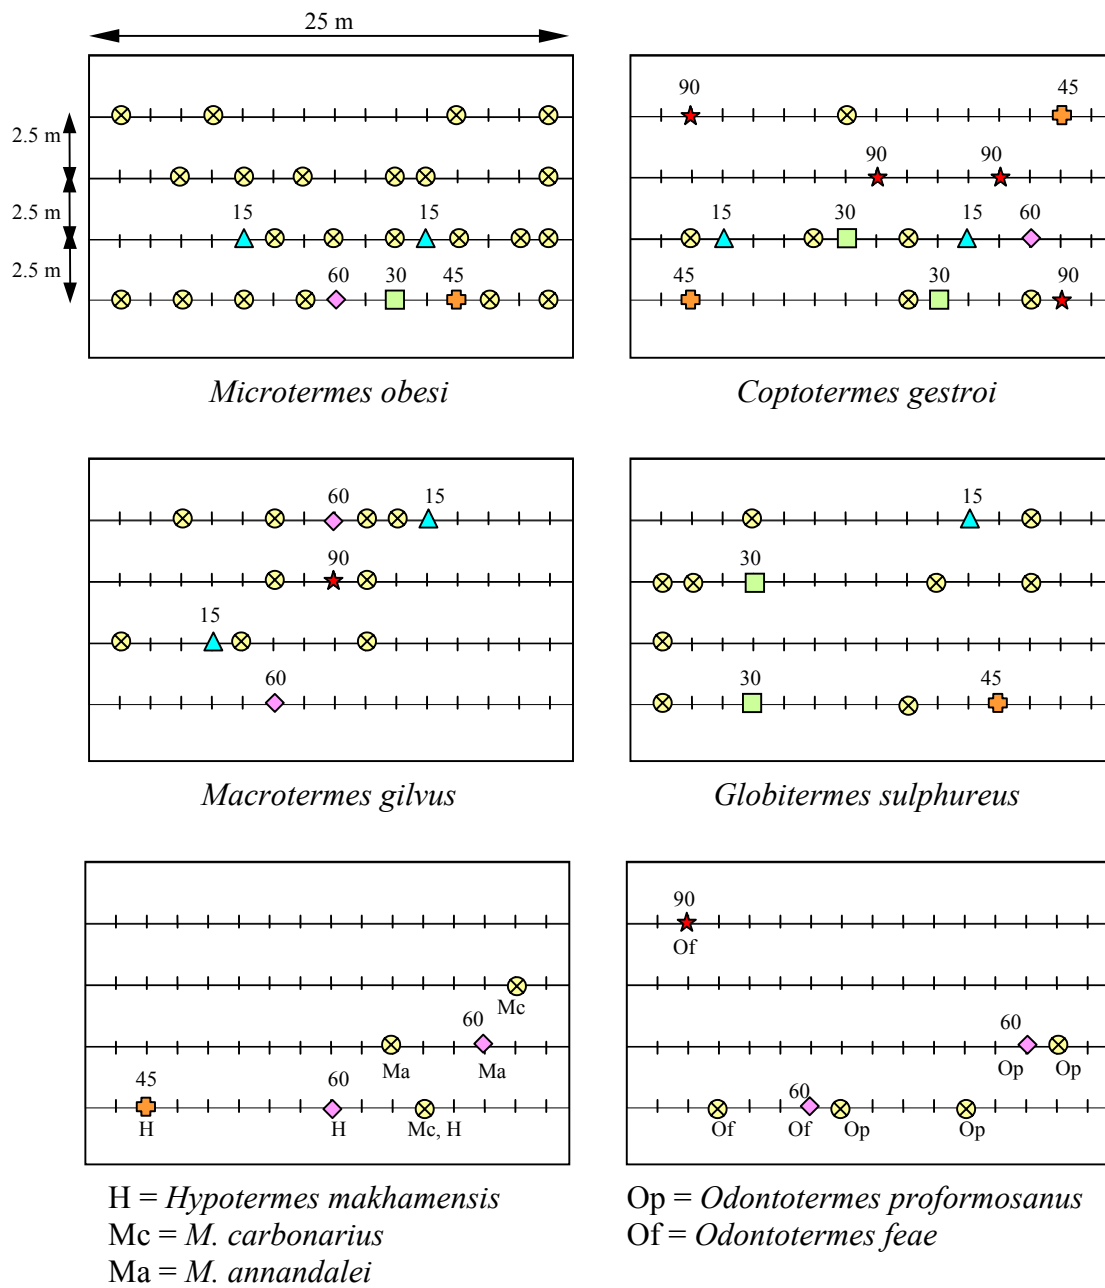 25 m
2.5 m
2.5 m
2.5 m
15 15
60 30 45
Microtermes obesi
90 45
90 90
15 30 15 60
45 30 90
Coptotermes gestroi
60 15
90
15
60
Macrotermes gilvus
15
30
30 45
Globitermes sulphureus
Mc
60
Ma Ma
45 60
H H Mc, H
H = Hypotermes makhamensis
Mc = M. carbonarius
Ma = M. annandalei
90
Of
60
Op Op
60
Of Of Op Op
Op = Odontotermes proformosanus
Of = Odontotermes feae